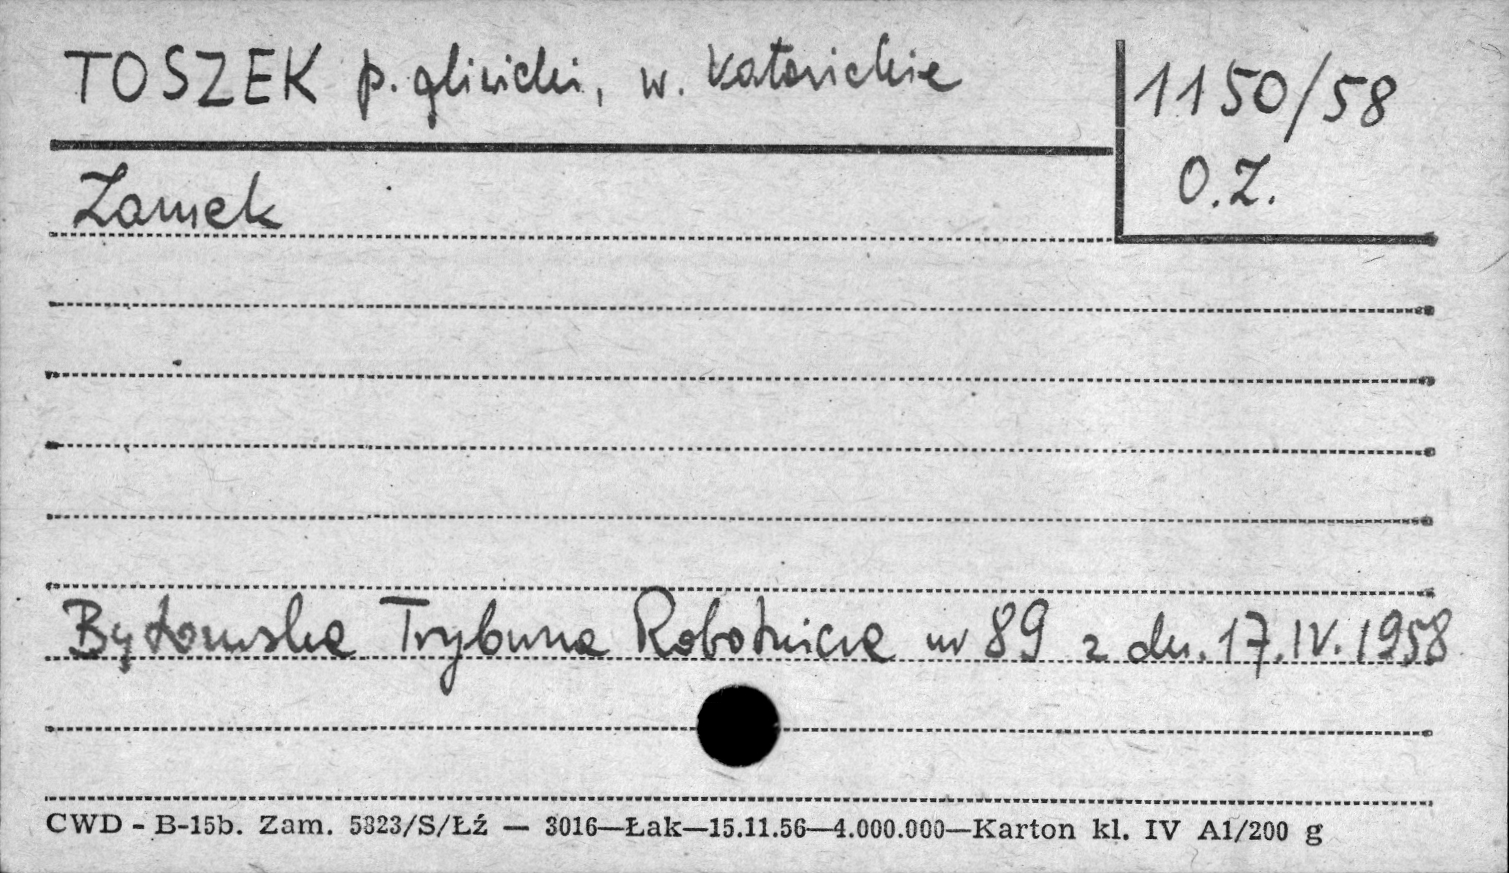 TOSZEK p. gliwicki, w. katowickie
1150/58
O.Z.
Zamek
Bytomska Trybuna Robotnicza nr 89 z dn. 17.IV.1958
CWD - B-15b. Zam. 5823/S/Łź — 3016—Łak—15.11.56—4.000.000—Karton kl. IV A1/200 g